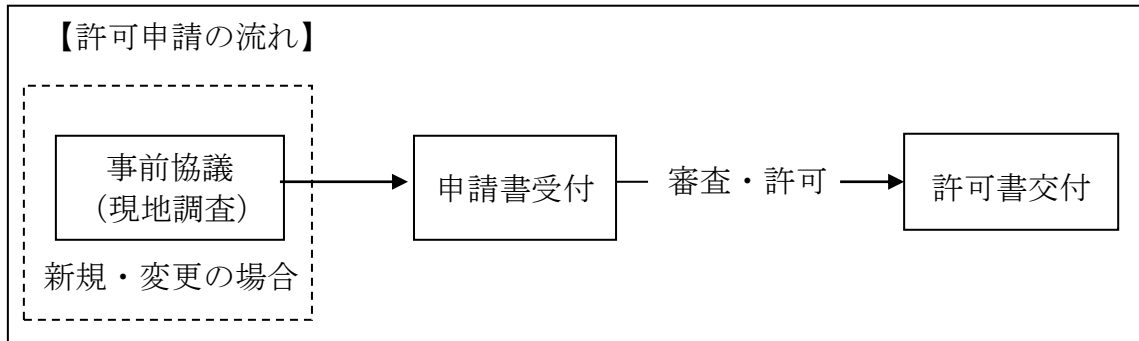 【許可申請の流れ】
事前協議
（現地調査）
新規・変更の場合
申請書受付
審査・許可
許可書交付